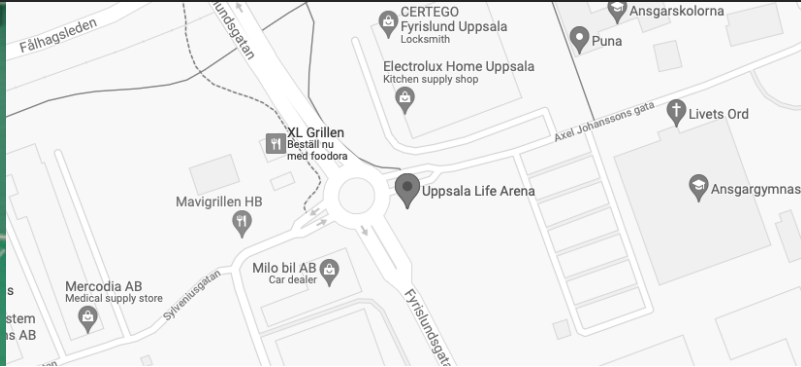 CERTEGO
Fyrislund Uppsala
Locksmith
Ansgarskolorna
Fålhagsleden
undsgatan
Puna
Electrolux Home Uppsala
Kitchen supply shop
Axel Johanssons gata
Livets Ord
XL Grillen
Beställ nu
med foodora
Uppsala Life Arena
Ansgargymnas
Mavigrillen HB
Milo bil AB
Car dealer
Sylveniusgatan
Mercodia AB
Medical supply store
s
stem
s AB
Fyrislundsgata